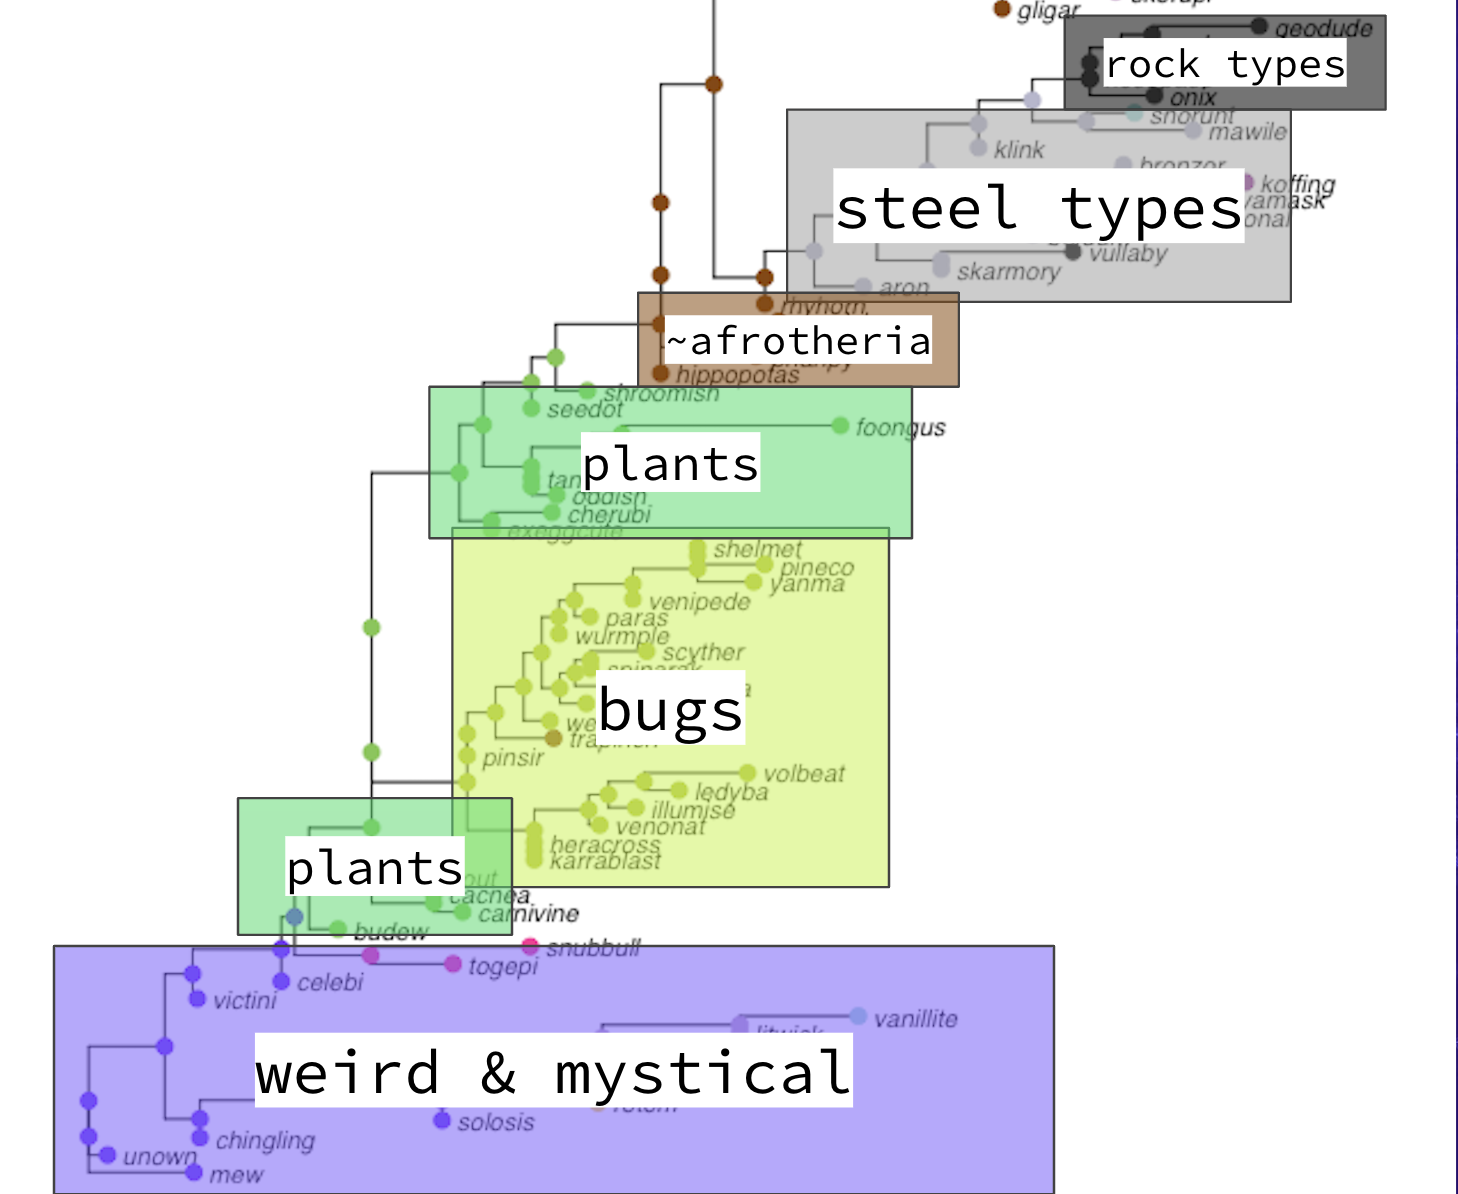 gligar
geodude
rock types
onix
snorunt
mawile
klink
bronzor
koffing
yamask
steel types
vullaby
skarmory
aron
rhyhorn,
~afrotheria
hippopotas
shroomish
seedot
foongus
plants
oddish
cherubi
exeggcute
shelmet
pineco
yanma
venipede
paras
wurmple
scyther
bugs
pinsir
volbeat
ledyba
illumise
venonat
heracross
karrablast
plants
cacnea
carnivine
budew
snubbull
togepi
celebi
victini
vanillite
litwick
weird & mystical
solosis
chingling
unown
mew